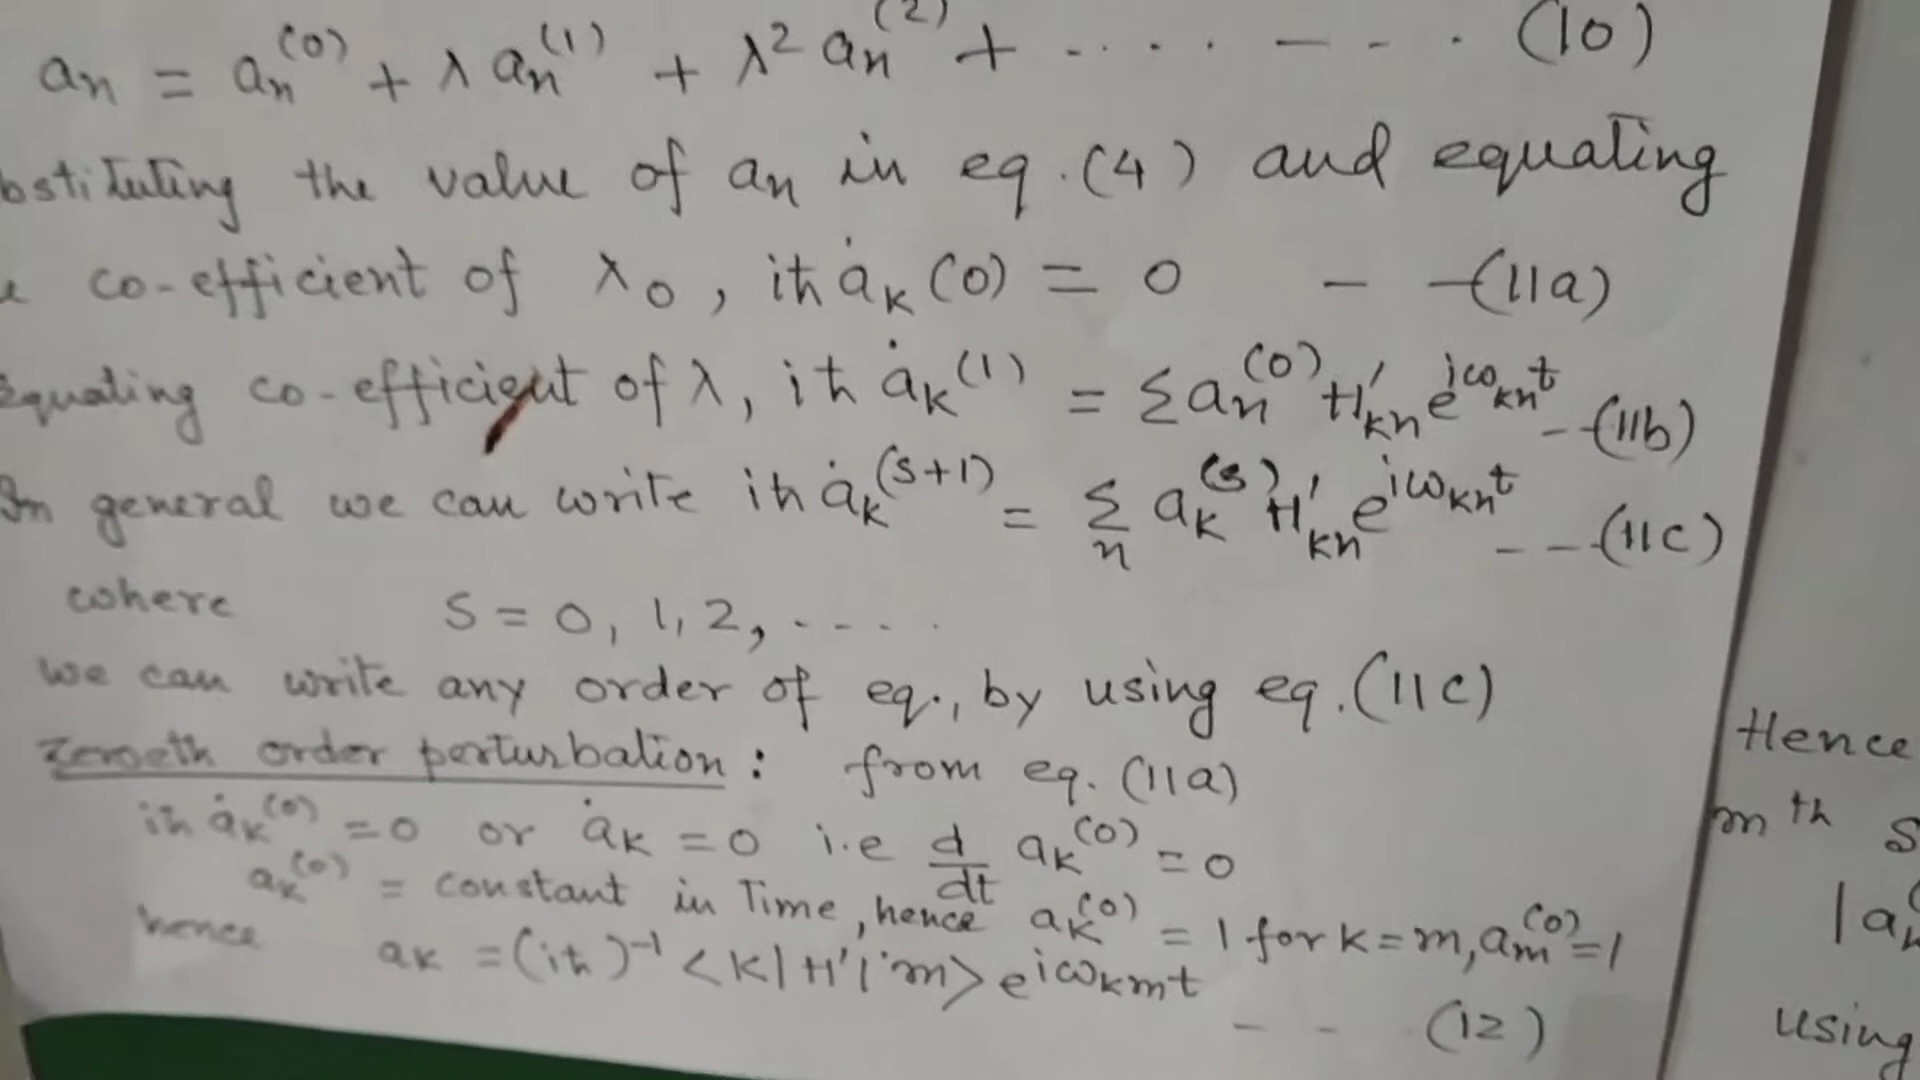 an = an⁽⁰⁾ + λ an⁽¹⁾ + λ² an⁽²⁾ + .... - - - . (10)
bstituting the value of an in eq. (4) and equating
co-efficient of λ₀, iħ ȧₖ (0) = 0 - -(11a)
Equating co-efficient of λ, iħ ȧₖ⁽¹⁾ = Σ an⁽⁰⁾ H′ₖₙ e^iωₖₙt --(11b)
In general we can write iħ ȧₖ⁽ˢ⁺¹⁾ = Σₙ aₖ⁽ˢ⁾ H′ₖₙ e^iωₖₙt ---(11c)
where S = 0, 1, 2, .....
we can write any order of eq., by using eq. (11c)
Zeroeth order perturbation : from eq. (11a)
iħ ȧₖ⁽⁰⁾ = 0 or ȧₖ = 0 i.e d/dt aₖ⁽⁰⁾ = 0
aₖ⁽⁰⁾ = constant in Time, hence aₖ⁽⁰⁾ = 1 for k = m, am⁽⁰⁾ = 1
hence aₖ = (iħ)⁻¹ <k|H'|'m> e^iωₖₘt
-- - (12)
Hence
mᵗʰ s
|a
using